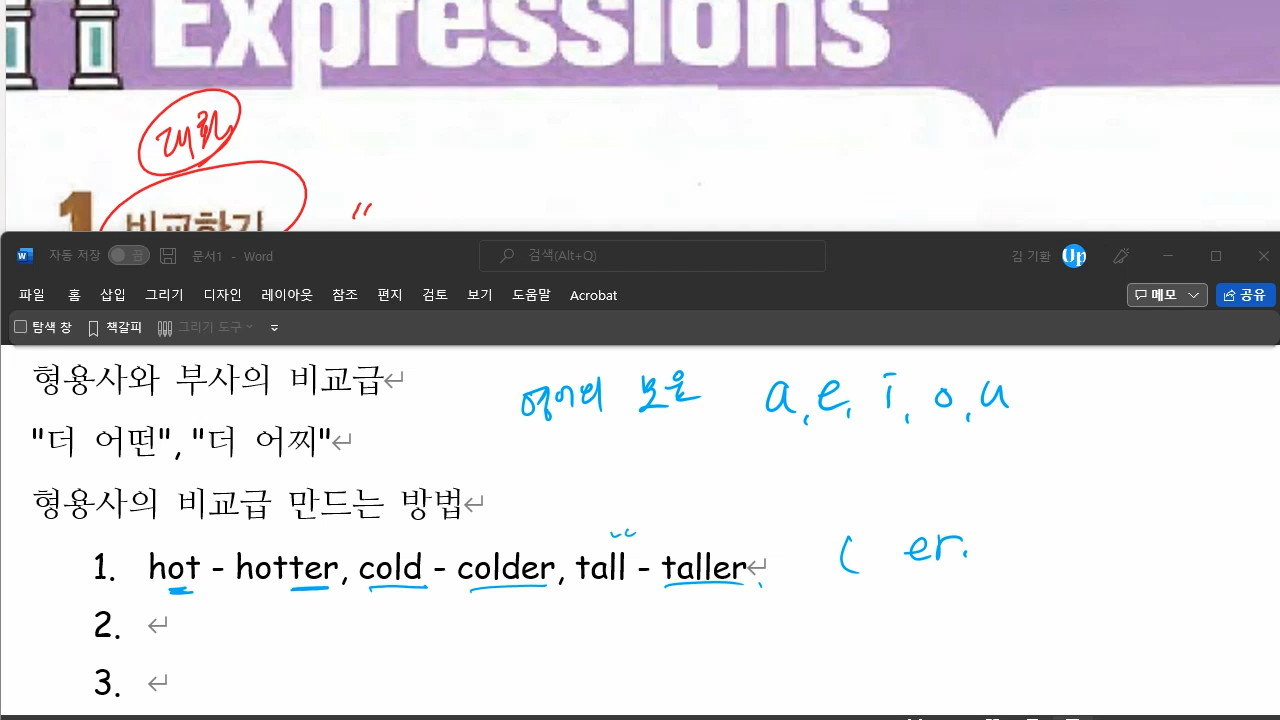 Expressions
대화
1 비교하기
자동 저장 끔 문서1 - Word 검색(Alt+Q) 김 기환 Up
파일 홈 삽입 그리기 디자인 레이아웃 참조 편지 검토 보기 도움말 Acrobat 메모 공유
탐색 창 책갈피 그리기 도구
형용사와 부사의 비교급 영어의 모음 a, e, i, o, u
"더 어떤", "더 어찌"
형용사의 비교급 만드는 방법
1. hot - hotter, cold - colder, tall - taller ( er.
2.
3.